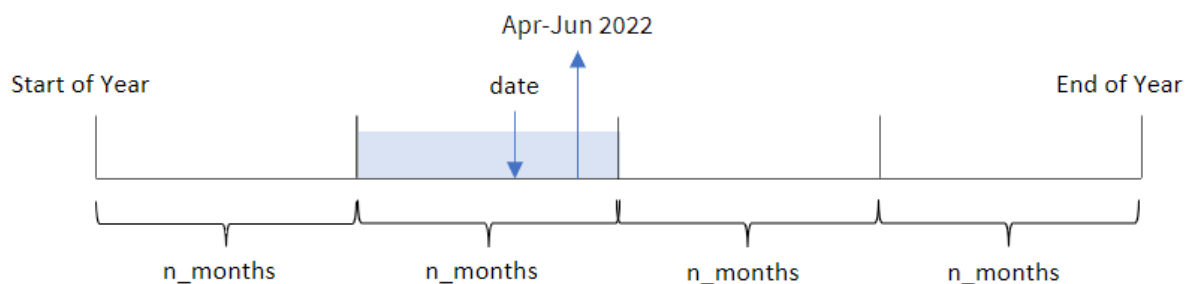 Apr-Jun 2022
Start of Year
date
End of Year
n_months
n_months
n_months
n_months